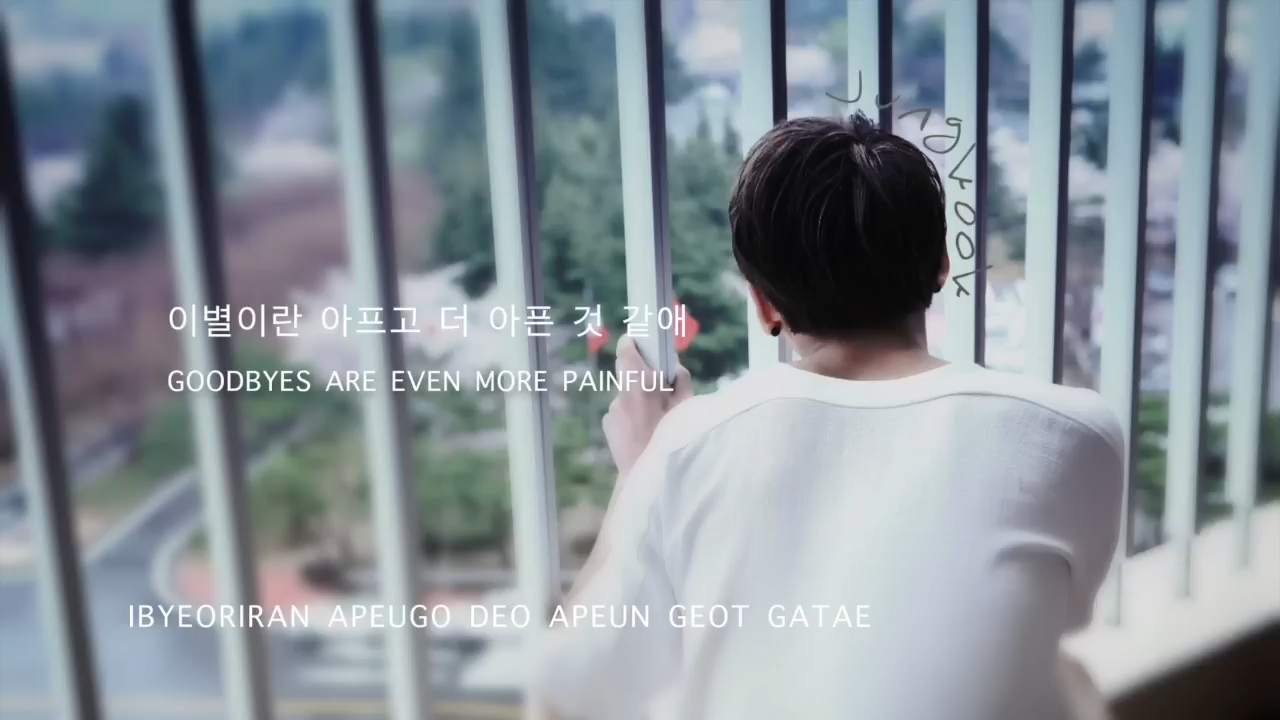 Jungkook
이별이란 아프고 더 아픈 것 같애
GOODBYES ARE EVEN MORE PAINFUL
IBYEORIRAN APEUGO DEO APEUN GEOT GATAE